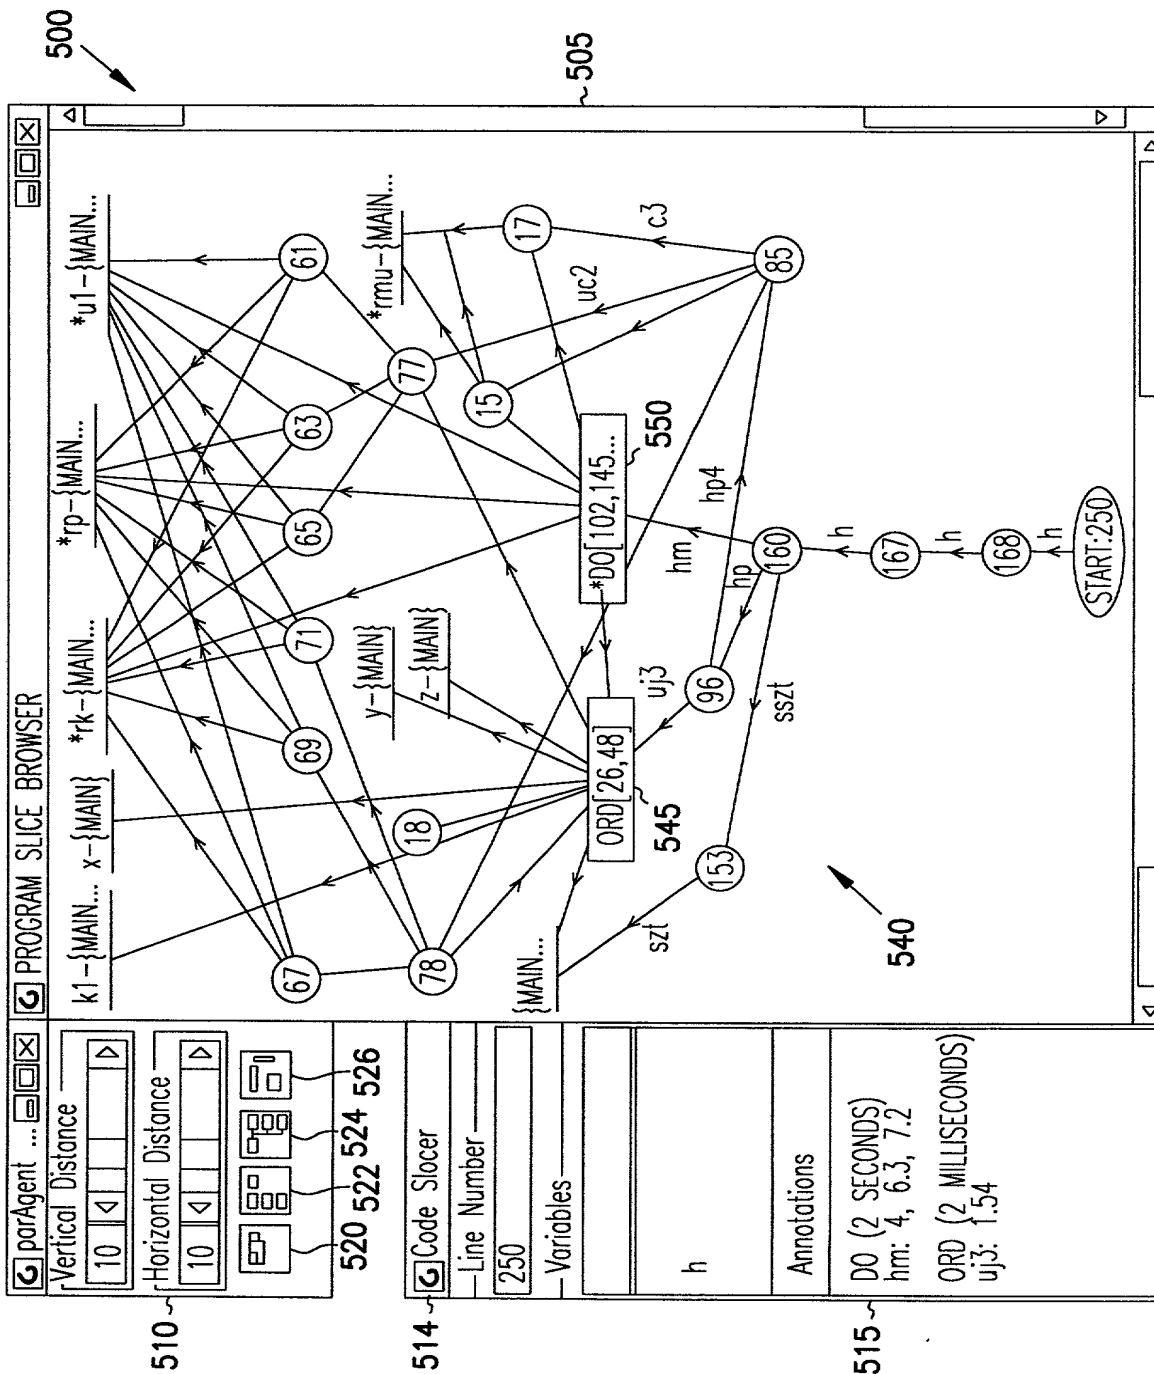 500
505
parAgent ...
Vertical Distance
10
Horizontal Distance
10
510
520
522
524
526
514
Code Slocer
Line Number
250
Variables
h
Annotations
DO (2 SECONDS)
hm: 4, 6.3, 7.2
ORD (2 MILLISECONDS)
uj3: 1.54
515
PROGRAM SLICE BROWSER
k1-{MAIN...
x-{MAIN}
*rk-{MAIN...
*rp-{MAIN...
*u1-{MAIN...
67
69
71
65
63
61
y-{MAIN}
z-{MAIN}
*rmu-{MAIN...
78
18
77
15
17
{MAIN...
ORD[26,48]
545
*DO[102,145...
550
uc2
c3
szt
uj3
hm
hp
hp4
153
96
160
85
sszt
h
167
h
168
h
START:250
540